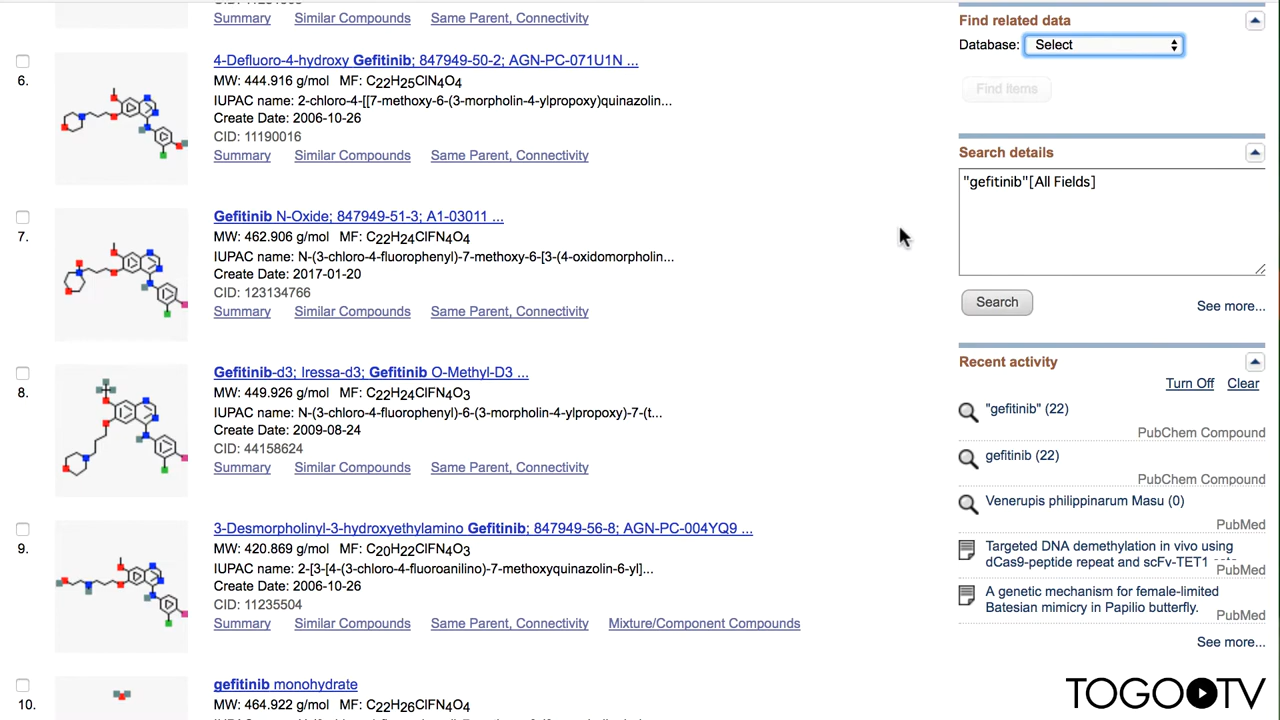 Summary Similar Compounds Same Parent, Connectivity
6.
4-Defluoro-4-hydroxy Gefitinib; 847949-50-2; AGN-PC-071U1N ...
MW: 444.916 g/mol MF: C22H25ClN4O4
IUPAC name: 2-chloro-4-[[7-methoxy-6-(3-morpholin-4-ylpropoxy)quinazolin...
Create Date: 2006-10-26
CID: 11190016
Summary Similar Compounds Same Parent, Connectivity
7.
Gefitinib N-Oxide; 847949-51-3; A1-03011 ...
MW: 462.906 g/mol MF: C22H24ClFN4O4
IUPAC name: N-(3-chloro-4-fluorophenyl)-7-methoxy-6-[3-(4-oxidomorpholin...
Create Date: 2017-01-20
CID: 123134766
Summary Similar Compounds Same Parent, Connectivity
8.
Gefitinib-d3; Iressa-d3; Gefitinib O-Methyl-D3 ...
MW: 449.926 g/mol MF: C22H24ClFN4O3
IUPAC name: N-(3-chloro-4-fluorophenyl)-6-(3-morpholin-4-ylpropoxy)-7-(t...
Create Date: 2009-08-24
CID: 44158624
Summary Similar Compounds Same Parent, Connectivity
9.
3-Desmorpholinyl-3-hydroxyethylamino Gefitinib; 847949-56-8; AGN-PC-004YQ9 ...
MW: 420.869 g/mol MF: C20H22ClFN4O3
IUPAC name: 2-[3-[4-(3-chloro-4-fluoroanilino)-7-methoxyquinazolin-6-yl]...
Create Date: 2006-10-26
CID: 11235504
Summary Similar Compounds Same Parent, Connectivity Mixture/Component Compounds
10.
gefitinib monohydrate
MW: 464.922 g/mol MF: C22H26ClFN4O4
Find related data
Database: Select
Find items
Search details
"gefitinib"[All Fields]
Search
See more...
Recent activity
Turn Off Clear
"gefitinib" (22)
PubChem Compound
gefitinib (22)
PubChem Compound
Venerupis philippinarum Masu (0)
PubMed
Targeted DNA demethylation in vivo using
dCas9-peptide repeat and scFv-TET1
PubMed
A genetic mechanism for female-limited
Batesian mimicry in Papilio butterfly.
PubMed
See more...
TOGO TV